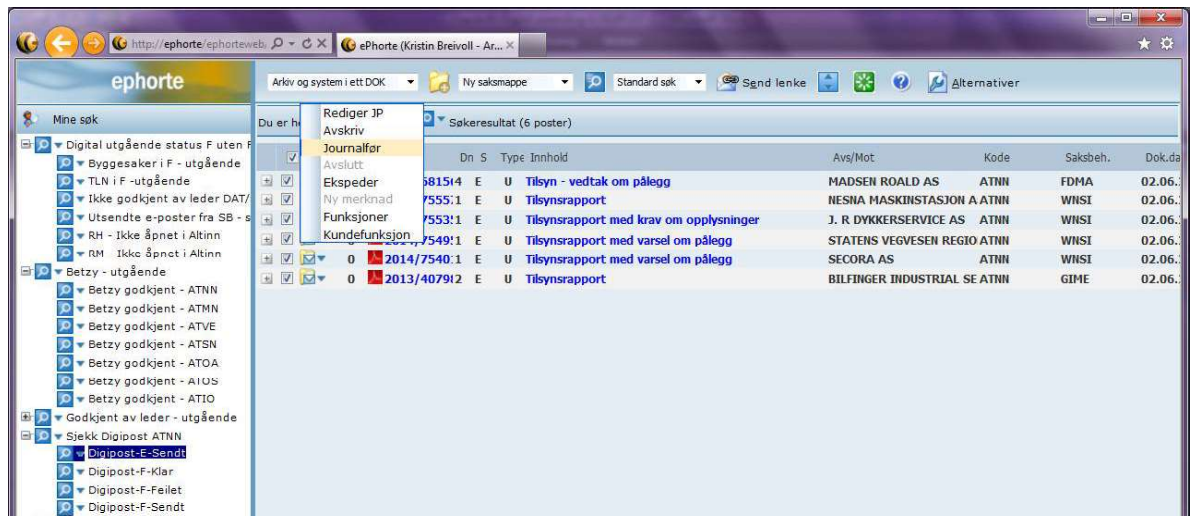 http://ephorte/ephorteweb, ePhorte (Kristin Breivoll - Ar...
ephorte Arkiv og system i ett DOK Ny saksmappe Standard søk Send lenke Alternativer
Mine søk
Du er h Søkeresultat (6 poster)
Rediger JP
Avskriv
Journalfør
Avslutt
Ekspeder
Ny merknad
Funksjoner
Kundefunksjon
Dn S Type Innhold Avs/Mot Kode Saksbeh. Dok.da
4 E U Tilsyn - vedtak om pålegg MADSEN ROALD AS ATNN FDMA 02.06.
1 E U Tilsynsrapport NESNA MASKINSTASJON A ATNN WNSI 02.06.
1 E U Tilsynsrapport med krav om opplysninger J. R DYKKERSERVICE AS ATNN WNSI 02.06.
0 2014/7549 1 E U Tilsynsrapport med varsel om pålegg STATENS VEGVESEN REGIO ATNN WNSI 02.06.
0 2014/7540 1 E U Tilsynsrapport med varsel om pålegg SECORA AS ATNN WNSI 02.06.
0 2013/4079 2 E U Tilsynsrapport BILFINGER INDUSTRIAL SE ATNN GIME 02.06.
Digital utgående status F uten F
Byggesaker i F - utgående
TLN i F -utgående
Ikke godkjent av leder DAT/
Utsendte e-poster fra SB - s
RH - Ikke åpnet i Altinn
RM - Ikke åpnet i Altinn
Betzy - utgående
Betzy godkjent - ATNN
Betzy godkjent - ATMN
Betzy godkjent - ATVE
Betzy godkjent - ATSN
Betzy godkjent - ATOA
Betzy godkjent - ATOS
Betzy godkjent - ATIO
Godkjent av leder - utgående
Sjekk Digipost ATNN
Digipost-E-Sendt
Digipost-F-Klar
Digipost-F-Feilet
Digipost-F-Sendt